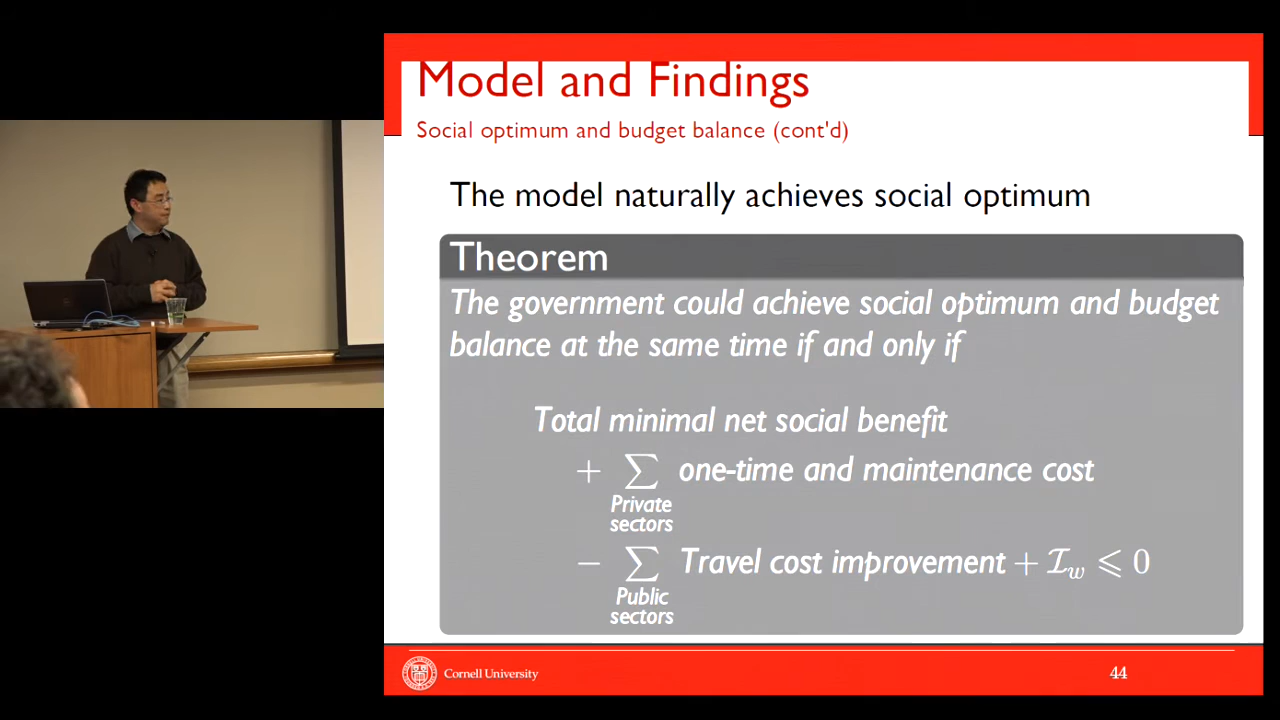 Model and Findings
Social optimum and budget balance (cont'd)
The model naturally achieves social optimum
Theorem
The government could achieve social optimum and budget
balance at the same time if and only if
Total minimal net social benefit
+ ∑ one-time and maintenance cost
Private
sectors
− ∑ Travel cost improvement + ℐ_w ⩽ 0
Public
sectors
Cornell University
44